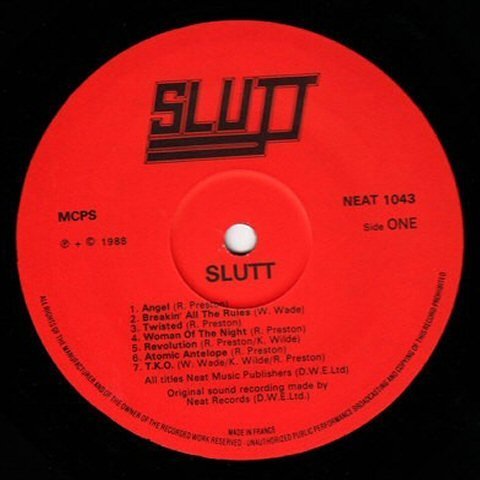 SLUTT
MCPS
NEAT 1043
Side ONE
℗ + © 1988
SLUTT
1. Angel (R. Preston)
2. Breakin' All The Rules (W. Wade)
3. Twisted (R. Preston)
4. Woman Of The Night (R. Preston)
5. Revolution (R. Preston/K. Wilde)
6. Atomic Antelope (R. Preston)
7. T.K.O. (W. Wade/K. Wilde/R. Preston)
All titles Neat Music Publishers (D.W.E.Ltd)
Original sound recording made by
Neat Records (D.W.E.Ltd)
MADE IN FRANCE
ALL RIGHTS OF THE MANUFACTURER AND OF THE OWNER OF THE RECORDED WORK RESERVED - UNAUTHORIZED PUBLIC PERFORMANCE BROADCASTING AND COPYING OF THIS RECORD PROHIBITED